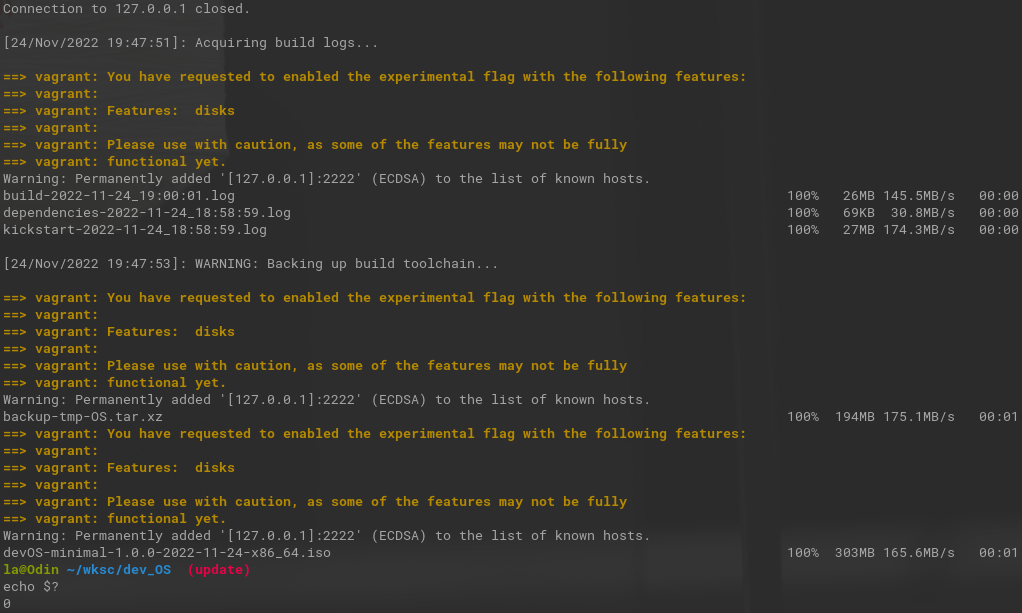 Connection to 127.0.0.1 closed.
[24/Nov/2022 19:47:51]: Acquiring build logs...
==> vagrant: You have requested to enabled the experimental flag with the following features:
==> vagrant:
==> vagrant: Features:  disks
==> vagrant:
==> vagrant: Please use with caution, as some of the features may not be fully
==> vagrant: functional yet.
Warning: Permanently added '[127.0.0.1]:2222' (ECDSA) to the list of known hosts.
build-2022-11-24_19:00:01.log 100% 26MB 145.5MB/s 00:00
dependencies-2022-11-24_18:58:59.log 100% 69KB 30.8MB/s 00:00
kickstart-2022-11-24_18:58:59.log 100% 27MB 174.3MB/s 00:00
[24/Nov/2022 19:47:53]: WARNING: Backing up build toolchain...
==> vagrant: You have requested to enabled the experimental flag with the following features:
==> vagrant:
==> vagrant: Features:  disks
==> vagrant:
==> vagrant: Please use with caution, as some of the features may not be fully
==> vagrant: functional yet.
Warning: Permanently added '[127.0.0.1]:2222' (ECDSA) to the list of known hosts.
backup-tmp-OS.tar.xz 100% 194MB 175.1MB/s 00:01
==> vagrant: You have requested to enabled the experimental flag with the following features:
==> vagrant:
==> vagrant: Features:  disks
==> vagrant:
==> vagrant: Please use with caution, as some of the features may not be fully
==> vagrant: functional yet.
Warning: Permanently added '[127.0.0.1]:2222' (ECDSA) to the list of known hosts.
devOS-minimal-1.0.0-2022-11-24-x86_64.iso 100% 303MB 165.6MB/s 00:01
la@Odin ~/wksc/dev_OS  (update)
echo $?
0